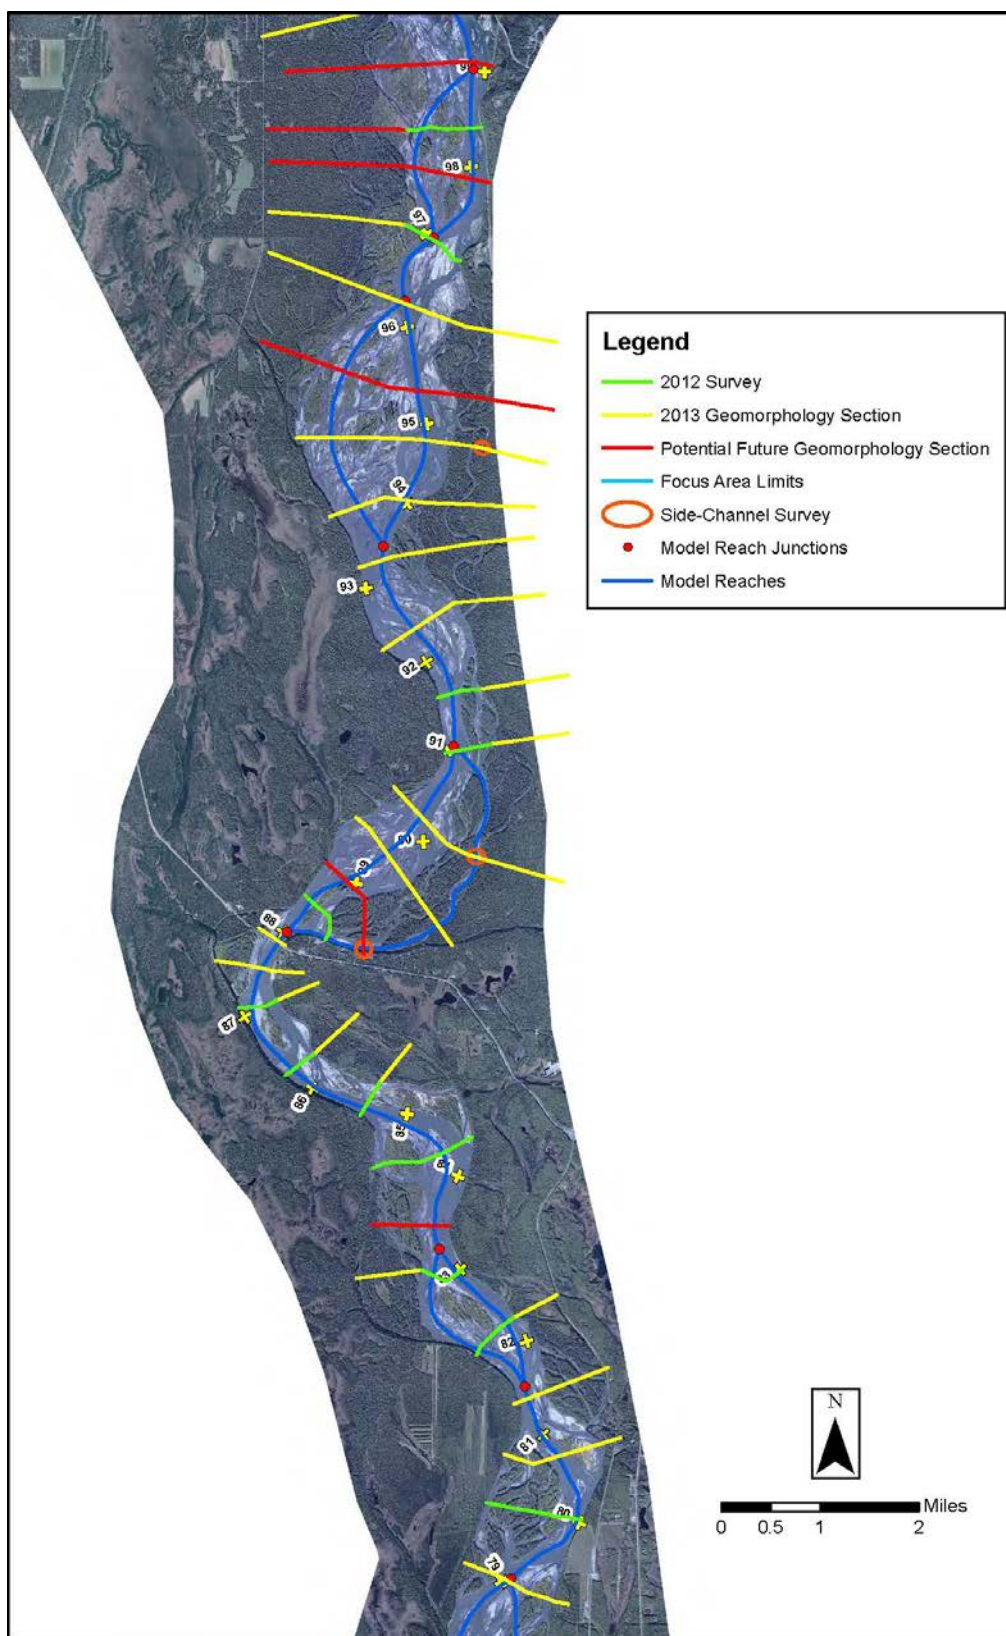 98
97
96
95
94
93
92
91
90
89
88
87
86
85
82
81
80
79
Legend
2012 Survey
2013 Geomorphology Section
Potential Future Geomorphology Section
Focus Area Limits
Side-Channel Survey
Model Reach Junctions
Model Reaches
N
Miles
0 0.5 1 2